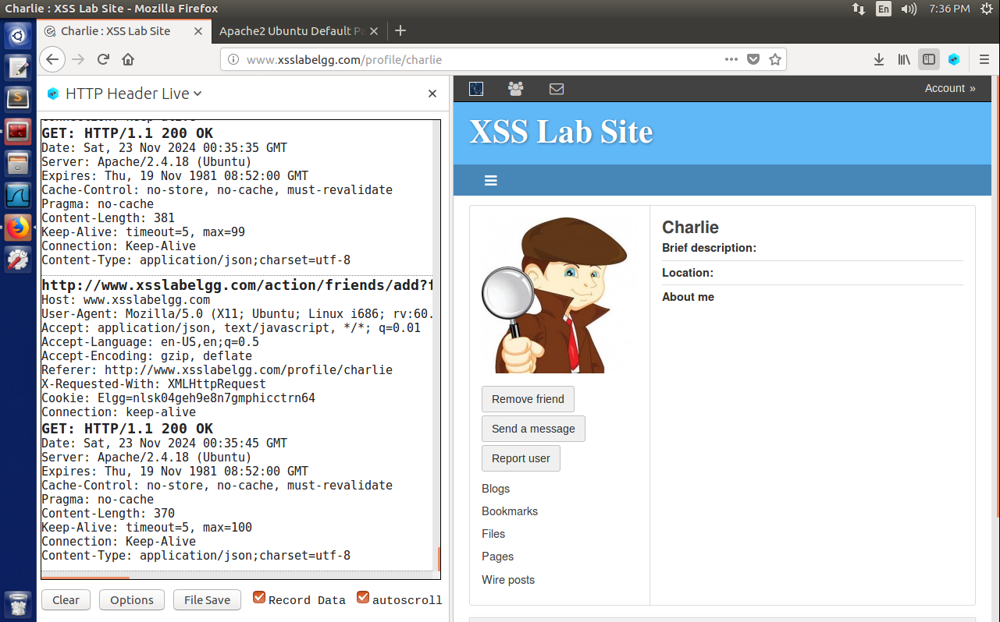 Charlie : XSS Lab Site - Mozilla Firefox
En
7:36 PM
Charlie : XSS Lab Site
Apache2 Ubuntu Default Pa
www.xsslabelgg.com/profile/charlie
HTTP Header Live
GET: HTTP/1.1 200 OK
Date: Sat, 23 Nov 2024 00:35:35 GMT
Server: Apache/2.4.18 (Ubuntu)
Expires: Thu, 19 Nov 1981 08:52:00 GMT
Cache-Control: no-store, no-cache, must-revalidate
Pragma: no-cache
Content-Length: 381
Keep-Alive: timeout=5, max=99
Connection: Keep-Alive
Content-Type: application/json;charset=utf-8
http://www.xsslabelgg.com/action/friends/add?f
Host: www.xsslabelgg.com
User-Agent: Mozilla/5.0 (X11; Ubuntu; Linux i686; rv:60.
Accept: application/json, text/javascript, */*; q=0.01
Accept-Language: en-US,en;q=0.5
Accept-Encoding: gzip, deflate
Referer: http://www.xsslabelgg.com/profile/charlie
X-Requested-With: XMLHttpRequest
Cookie: Elgg=nlsk04geh9e8n7gmphicctrn64
Connection: keep-alive
GET: HTTP/1.1 200 OK
Date: Sat, 23 Nov 2024 00:35:45 GMT
Server: Apache/2.4.18 (Ubuntu)
Expires: Thu, 19 Nov 1981 08:52:00 GMT
Cache-Control: no-store, no-cache, must-revalidate
Pragma: no-cache
Content-Length: 370
Keep-Alive: timeout=5, max=100
Connection: Keep-Alive
Content-Type: application/json;charset=utf-8
Clear
Options
File Save
Record Data
autoscroll
Account »
XSS Lab Site
Charlie
Brief description:
Location:
About me
Remove friend
Send a message
Report user
Blogs
Bookmarks
Files
Pages
Wire posts